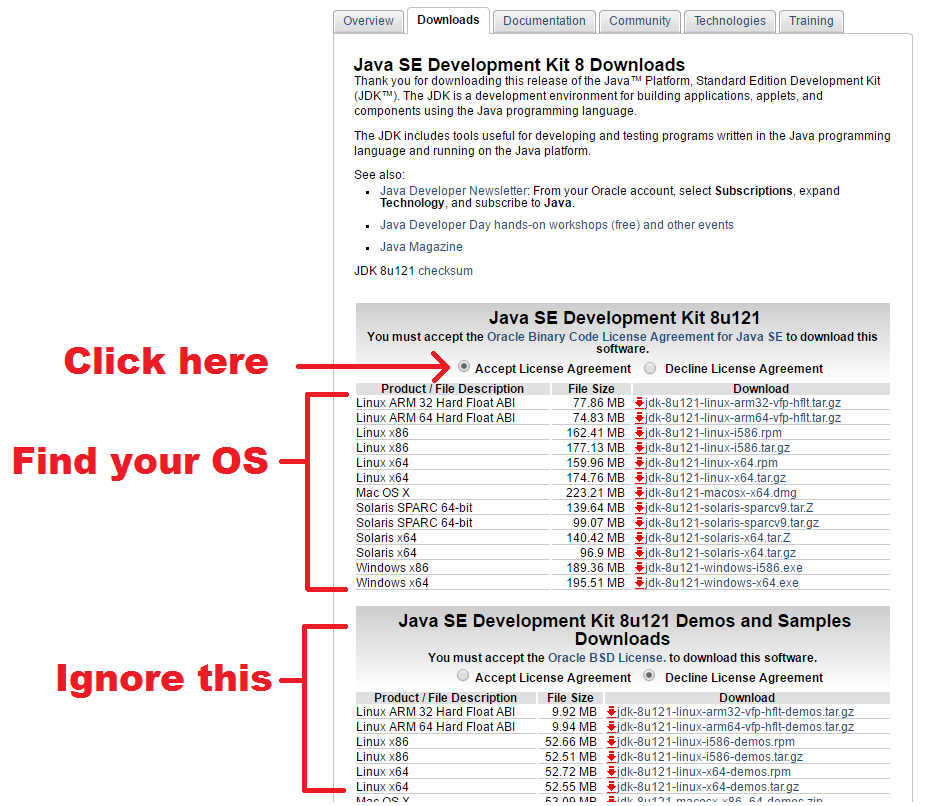 Overview Downloads Documentation Community Technologies Training
Java SE Development Kit 8 Downloads
Thank you for downloading this release of the Java™ Platform, Standard Edition Development Kit
(JDK™). The JDK is a development environment for building applications, applets, and
components using the Java programming language.
The JDK includes tools useful for developing and testing programs written in the Java programming
language and running on the Java platform.
See also:
Java Developer Newsletter: From your Oracle account, select Subscriptions, expand
Technology, and subscribe to Java.
Java Developer Day hands-on workshops (free) and other events
Java Magazine
JDK 8u121 checksum
Java SE Development Kit 8u121
You must accept the Oracle Binary Code License Agreement for Java SE to download this
software.
Click here
Accept License Agreement Decline License Agreement
Product / File Description File Size Download
Linux ARM 32 Hard Float ABI 77.86 MB jdk-8u121-linux-arm32-vfp-hflt.tar.gz
Linux ARM 64 Hard Float ABI 74.83 MB jdk-8u121-linux-arm64-vfp-hflt.tar.gz
Linux x86 162.41 MB jdk-8u121-linux-i586.rpm
Linux x86 177.13 MB jdk-8u121-linux-i586.tar.gz
Find your OS
Linux x64 159.96 MB jdk-8u121-linux-x64.rpm
Linux x64 174.76 MB jdk-8u121-linux-x64.tar.gz
Mac OS X 223.21 MB jdk-8u121-macosx-x64.dmg
Solaris SPARC 64-bit 139.64 MB jdk-8u121-solaris-sparcv9.tar.Z
Solaris SPARC 64-bit 99.07 MB jdk-8u121-solaris-sparcv9.tar.gz
Solaris x64 140.42 MB jdk-8u121-solaris-x64.tar.Z
Solaris x64 96.9 MB jdk-8u121-solaris-x64.tar.gz
Windows x86 189.36 MB jdk-8u121-windows-i586.exe
Windows x64 195.51 MB jdk-8u121-windows-x64.exe
Java SE Development Kit 8u121 Demos and Samples
Downloads
You must accept the Oracle BSD License. to download this software.
Ignore this
Accept License Agreement Decline License Agreement
Product / File Description File Size Download
Linux ARM 32 Hard Float ABI 9.92 MB jdk-8u121-linux-arm32-vfp-hflt-demos.tar.gz
Linux ARM 64 Hard Float ABI 9.94 MB jdk-8u121-linux-arm64-vfp-hflt-demos.tar.gz
Linux x86 52.66 MB jdk-8u121-linux-i586-demos.rpm
Linux x86 52.51 MB jdk-8u121-linux-i586-demos.tar.gz
Linux x64 52.72 MB jdk-8u121-linux-x64-demos.rpm
Linux x64 52.55 MB jdk-8u121-linux-x64-demos.tar.gz
Mac OS X 53.09 MB jdk-8u121-macosx-x86_64-demos.zip